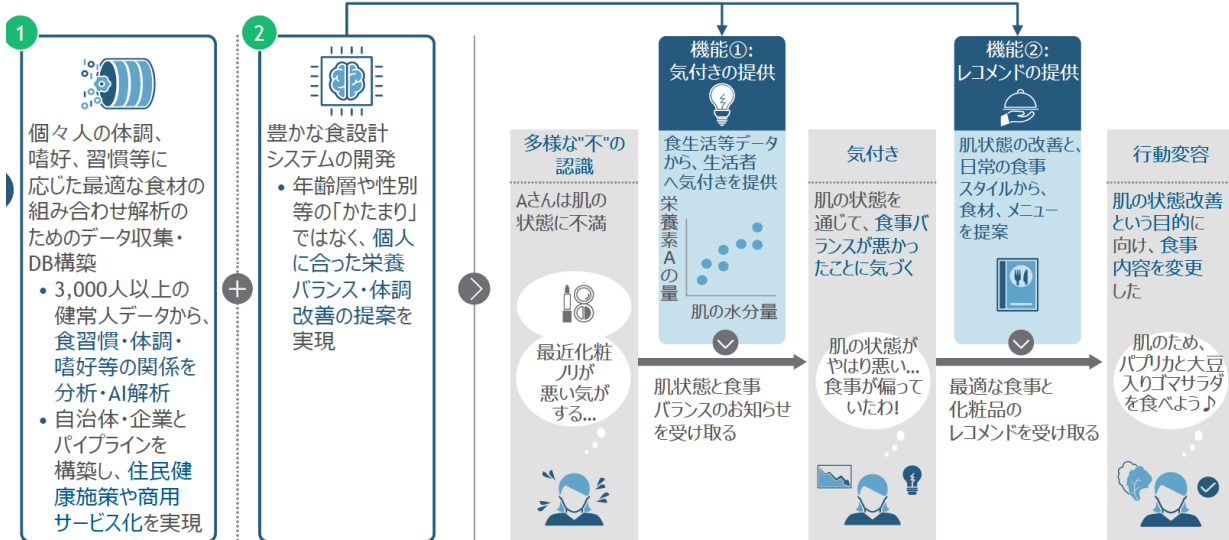 1
個々人の体調、
嗜好、習慣等に
応じた最適な食材の
組み合わせ解析の
ためのデータ収集・
DB構築
• 3,000人以上の
健常人データから、
食習慣・体調・
嗜好等の関係を
分析・AI解析
• 自治体・企業と
パイプラインを
構築し、住民健
康施策や商用
サービス化を実現
2
豊かな食設計
システムの開発
• 年齢層や性別
等の「かたまり」
ではなく、個人
に合った栄養
バランス・体調
改善の提案を
実現
多様な"不"の
認識
Aさんは肌の
状態に不満
最近化粧
ノリが
悪い気が
する...
機能①:
気付きの提供
食生活等データ
から、生活者
へ気付きを提供
栄養素Aの量
肌の水分量
肌状態と食事
バランスのお知らせ
を受け取る
気付き
肌の状態を
通じて、食事バ
ランスが悪かっ
たことに気づく
肌の状態が
やはり悪い...
食事が偏って
いたわ!
機能②:
レコメンドの提供
肌状態の改善と、
日常の食事
スタイルから、
食材、メニュー
を提案
最適な食事と
化粧品の
レコメンドを受け取る
行動変容
肌の状態改善
という目的に
向け、食事
内容を変更
した
肌のため、
パプリカと大豆
入りゴマサラダ
を食べよう♪